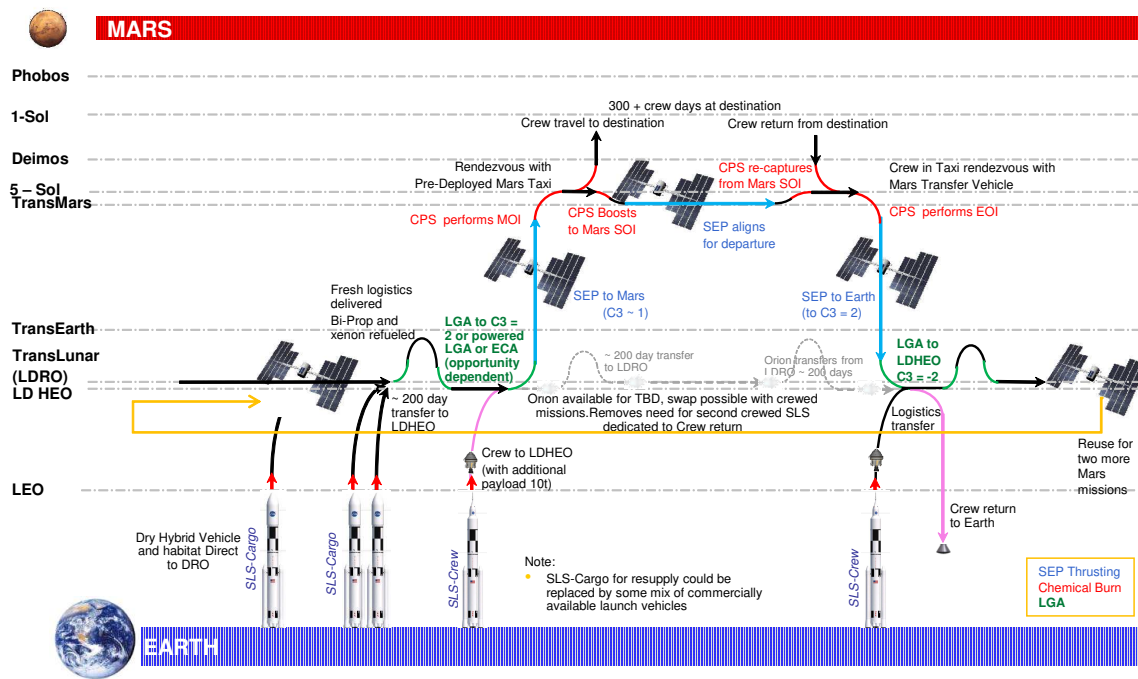 MARS
Phobos
1-Sol
Deimos
5 – Sol
TransMars
TransEarth
TransLunar
(LDRO)
LD HEO
LEO
300 + crew days at destination
Crew travel to destination
Crew return from destination
Rendezvous with
Pre-Deployed Mars Taxi
CPS re-captures
from Mars SOI
Crew in Taxi rendezvous with
Mars Transfer Vehicle
CPS performs MOI
CPS Boosts
to Mars SOI
SEP aligns
for departure
CPS performs EOI
Fresh logistics
delivered
Bi-Prop and
xenon refueled
SEP to Mars
(C3 ~ 1)
SEP to Earth
(to C3 = 2)
LGA to C3 =
2 or powered
LGA or ECA
(opportunity
dependent)
~ 200 day transfer
to LDRO
Orion transfers from
LDRO ~ 200 days
LGA to
LDHEO
C3 = -2
~ 200 day
transfer to
LDHEO
Orion available for TBD, swap possible with crewed
missions.Removes need for second crewed SLS
dedicated to Crew return
Logistics
transfer
Crew to LDHEO
(with additional
payload 10t)
Reuse for
two more
Mars
missions
Crew return
to Earth
Dry Hybrid Vehicle
and habitat Direct
to DRO
SLS-Cargo
SLS-Cargo
SLS-Crew
SLS-Crew
Note:
SLS-Cargo for resupply could be
replaced by some mix of commercially
available launch vehicles
SEP Thrusting
Chemical Burn
LGA
EARTH